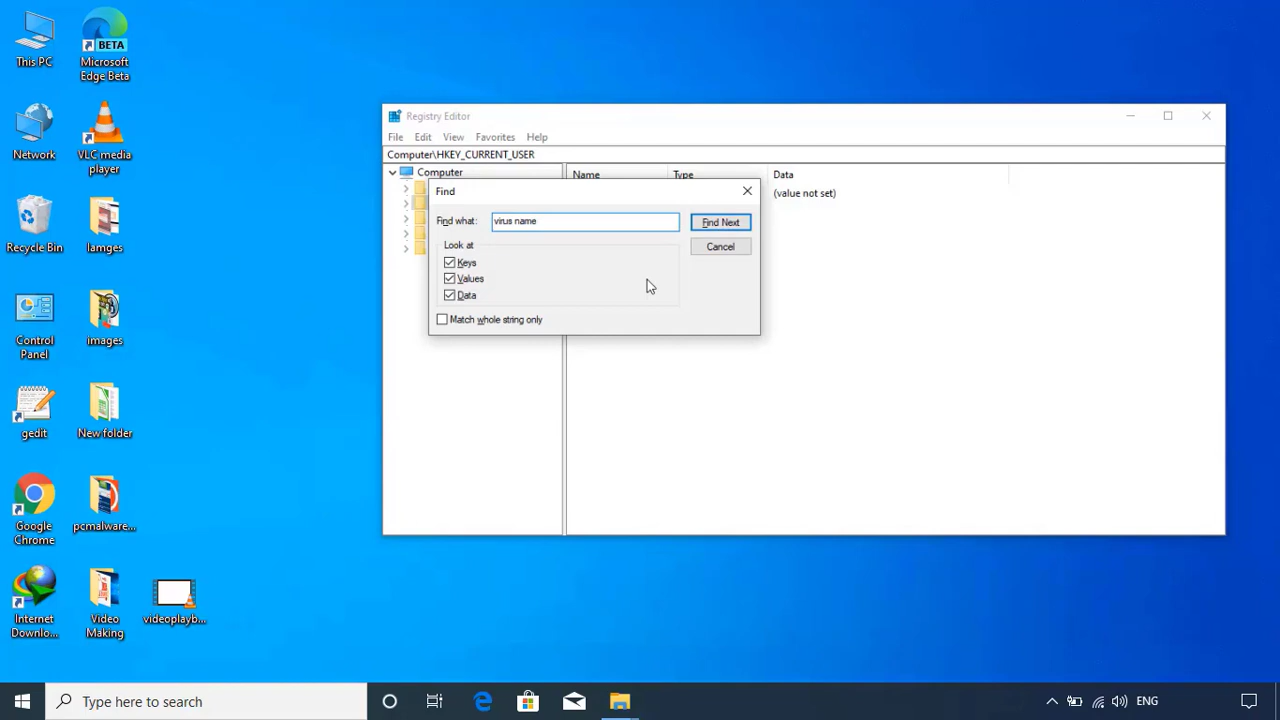 This PC
BETA
Microsoft
Edge Beta
Network
VLC media
player
Recycle Bin
Iamges
Control
Panel
images
gedit
New folder
Google
Chrome
pcmalware...
Internet
Downlo...
Video
Making
videoplayb...
Registry Editor
File Edit View Favorites Help
Computer\HKEY_CURRENT_USER
Computer
Name Type Data
(value not set)
Find
Find what: virus name Find Next
Look at Cancel
Keys
Values
Data
Match whole string only
Type here to search
ENG